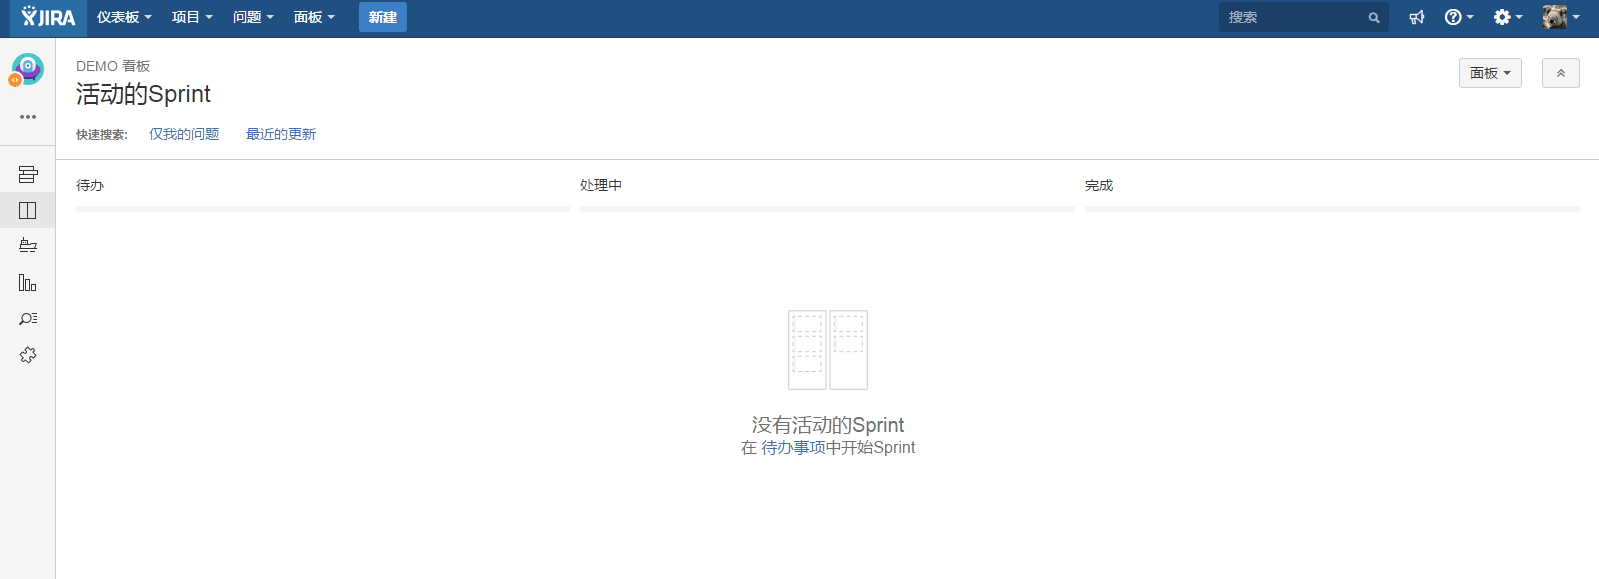 JIRA 仪表板 项目 问题 面板 新建 搜索
DEMO 看板
活动的Sprint
面板
快速搜索: 仅我的问题 最近的更新
待办 处理中 完成
没有活动的Sprint
在 待办事项中开始Sprint